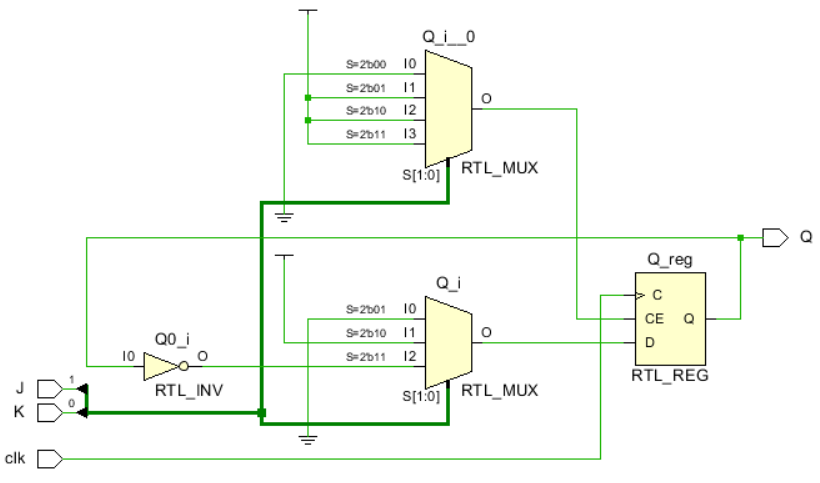 Q_i__0
S=2'b00 I0
S=2'b01 I1
S=2'b10 I2
S=2'b11 I3
O
S[1:0]
RTL_MUX
Q
Q_i
S=2'b01 I0
S=2'b10 I1
S=2'b11 I2
O
S[1:0]
RTL_MUX
Q_reg
C
CE Q
D
RTL_REG
Q0_i
I0 O
RTL_INV
J 1
K 0
clk